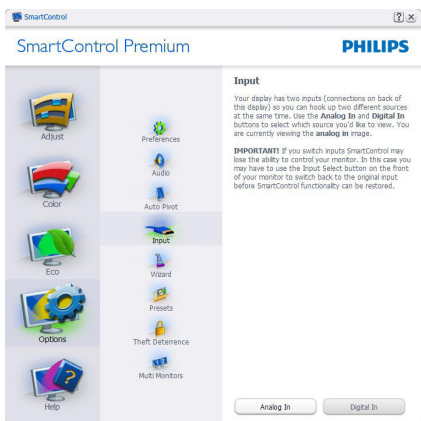 SmartControl
SmartControl Premium
PHILIPS
Adjust
Color
Eco
Options
Help
Preferences
Audio
Auto Pivot
Input
Wizard
Presets
Theft Deterrence
Multi Monitors
Input
Your display has two inputs (connections on back of
this display) so you can hook up two different sources
at the same time. Use the Analog In and Digital In
buttons to select which source you'd like to view. You
are currently viewing the analog in image.
IMPORTANT! If you switch inputs SmartControl may
lose the ability to control your monitor. In this case you
may have to use the Input Select button on the front
of your monitor to switch back to the original input
before SmartControl functionality can be restored.
Analog In
Digital In